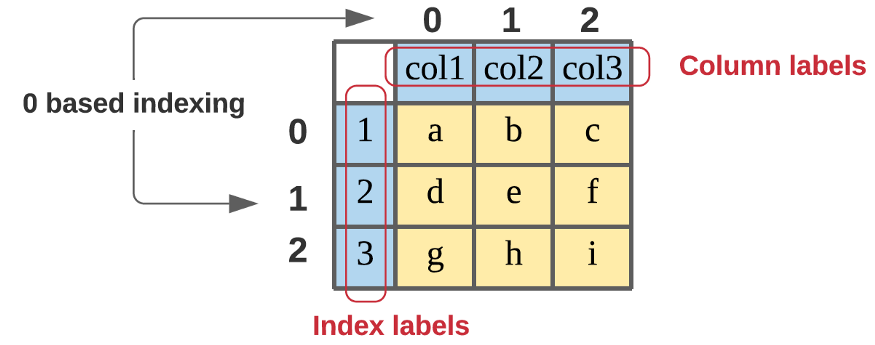 0 1 2
col1 col2 col3
Column labels
0 based indexing
0 1 a b c
1 2 d e f
2 3 g h i
Index labels